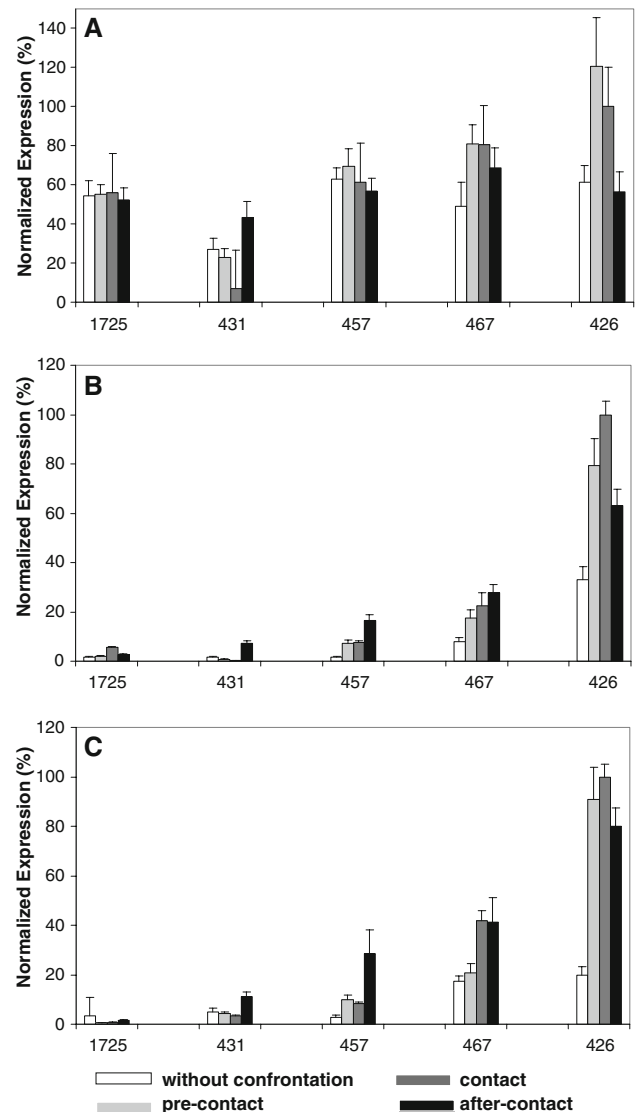 A
Normalized Expression (%)
140
120
100
80
60
40
20
0
1725 431 457 467 426
B
Normalized Expression (%)
120
100
80
60
40
20
0
1725 431 457 467 426
C
Normalized Expression (%)
120
100
80
60
40
20
0
1725 431 457 467 426
without confrontation contact
pre-contact after-contact